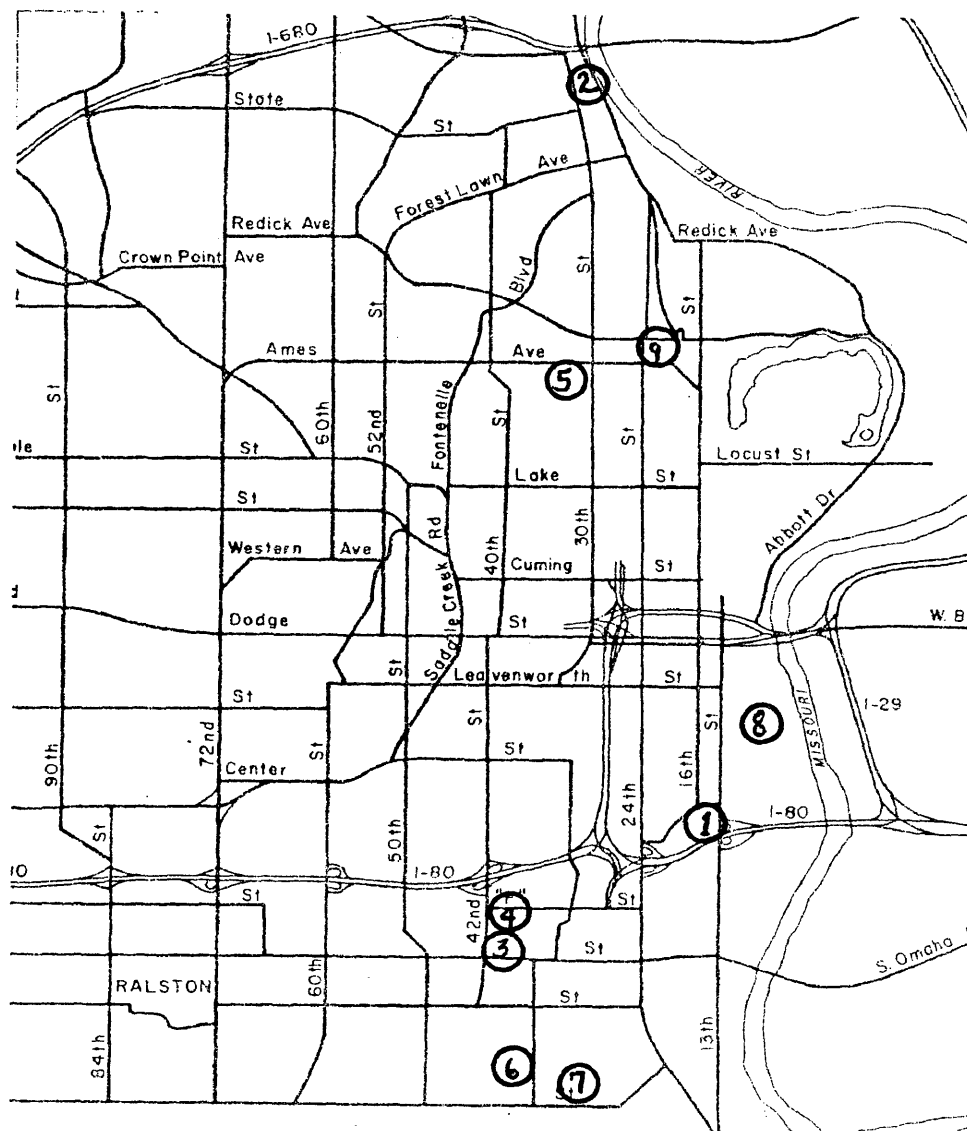 I-680
2
State
St
RIVER
Forest Lawn Ave
Redick Ave
Redick Ave
Crown Point Ave
Blvd
St
St
St
Ames Ave
9
5
St
60th
52nd
Fontenelle
St
St
St
Locust St
Lake St
St
Abbott Dr
Western Ave
Saddle Creek Rd
40th
30th
Cuming St
Dodge St
W. B
Leavenworth St
St
St
St
St
St
8
MISSOURI
I-29
90th
72nd
Center St
50th
24th
16th
1
I-80
St
I-80
St
42nd
4
St
3
St
S. Omaha
RALSTON
60th
St
84th
13th
6
7
St